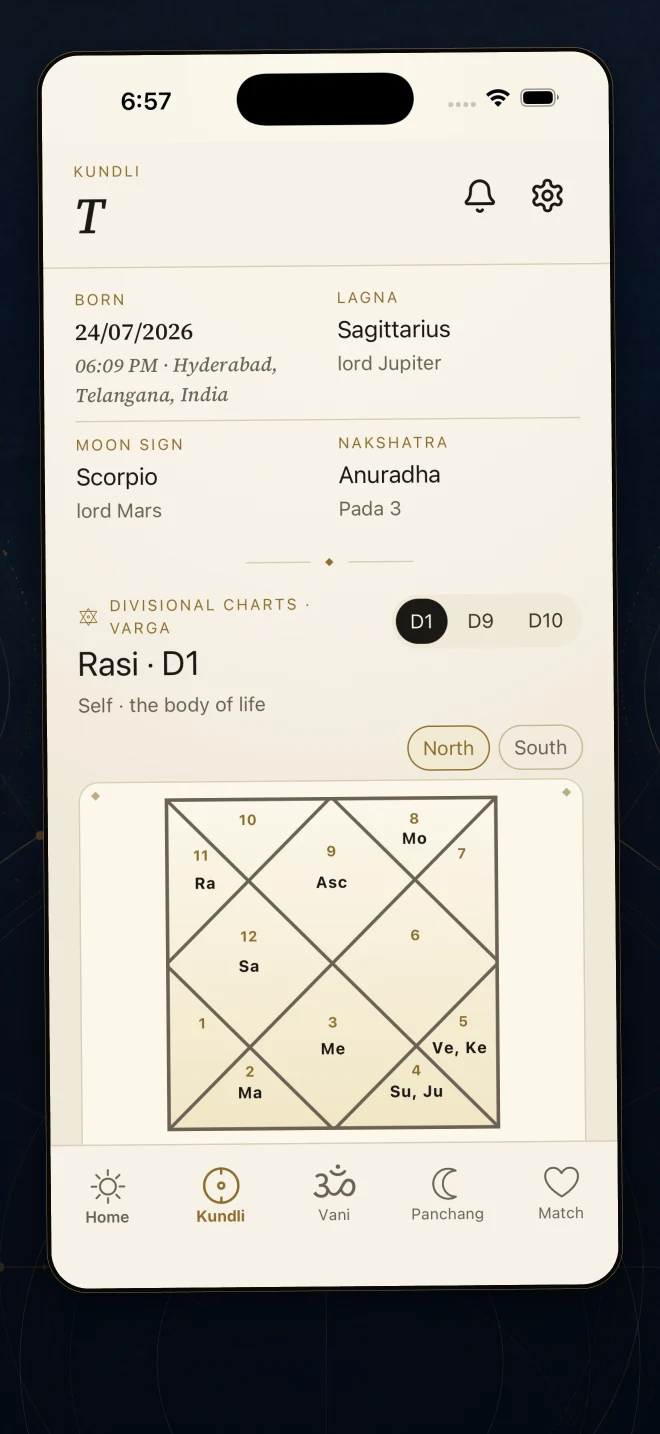 6:57
KUNDLI
T
BORN
24/07/2026
06:09 PM · Hyderabad,
Telangana, India
LAGNA
Sagittarius
lord Jupiter
MOON SIGN
Scorpio
lord Mars
NAKSHATRA
Anuradha
Pada 3
DIVISIONAL CHARTS ·
VARGA
Rasi · D1
Self · the body of life
D1 D9 D10
North South
10
8
Mo
11
Ra
9
Asc
7
12
Sa
6
1
3
Me
5
Ve, Ke
2
Ma
4
Su, Ju
ॐ
Home Kundli Vani Panchang Match